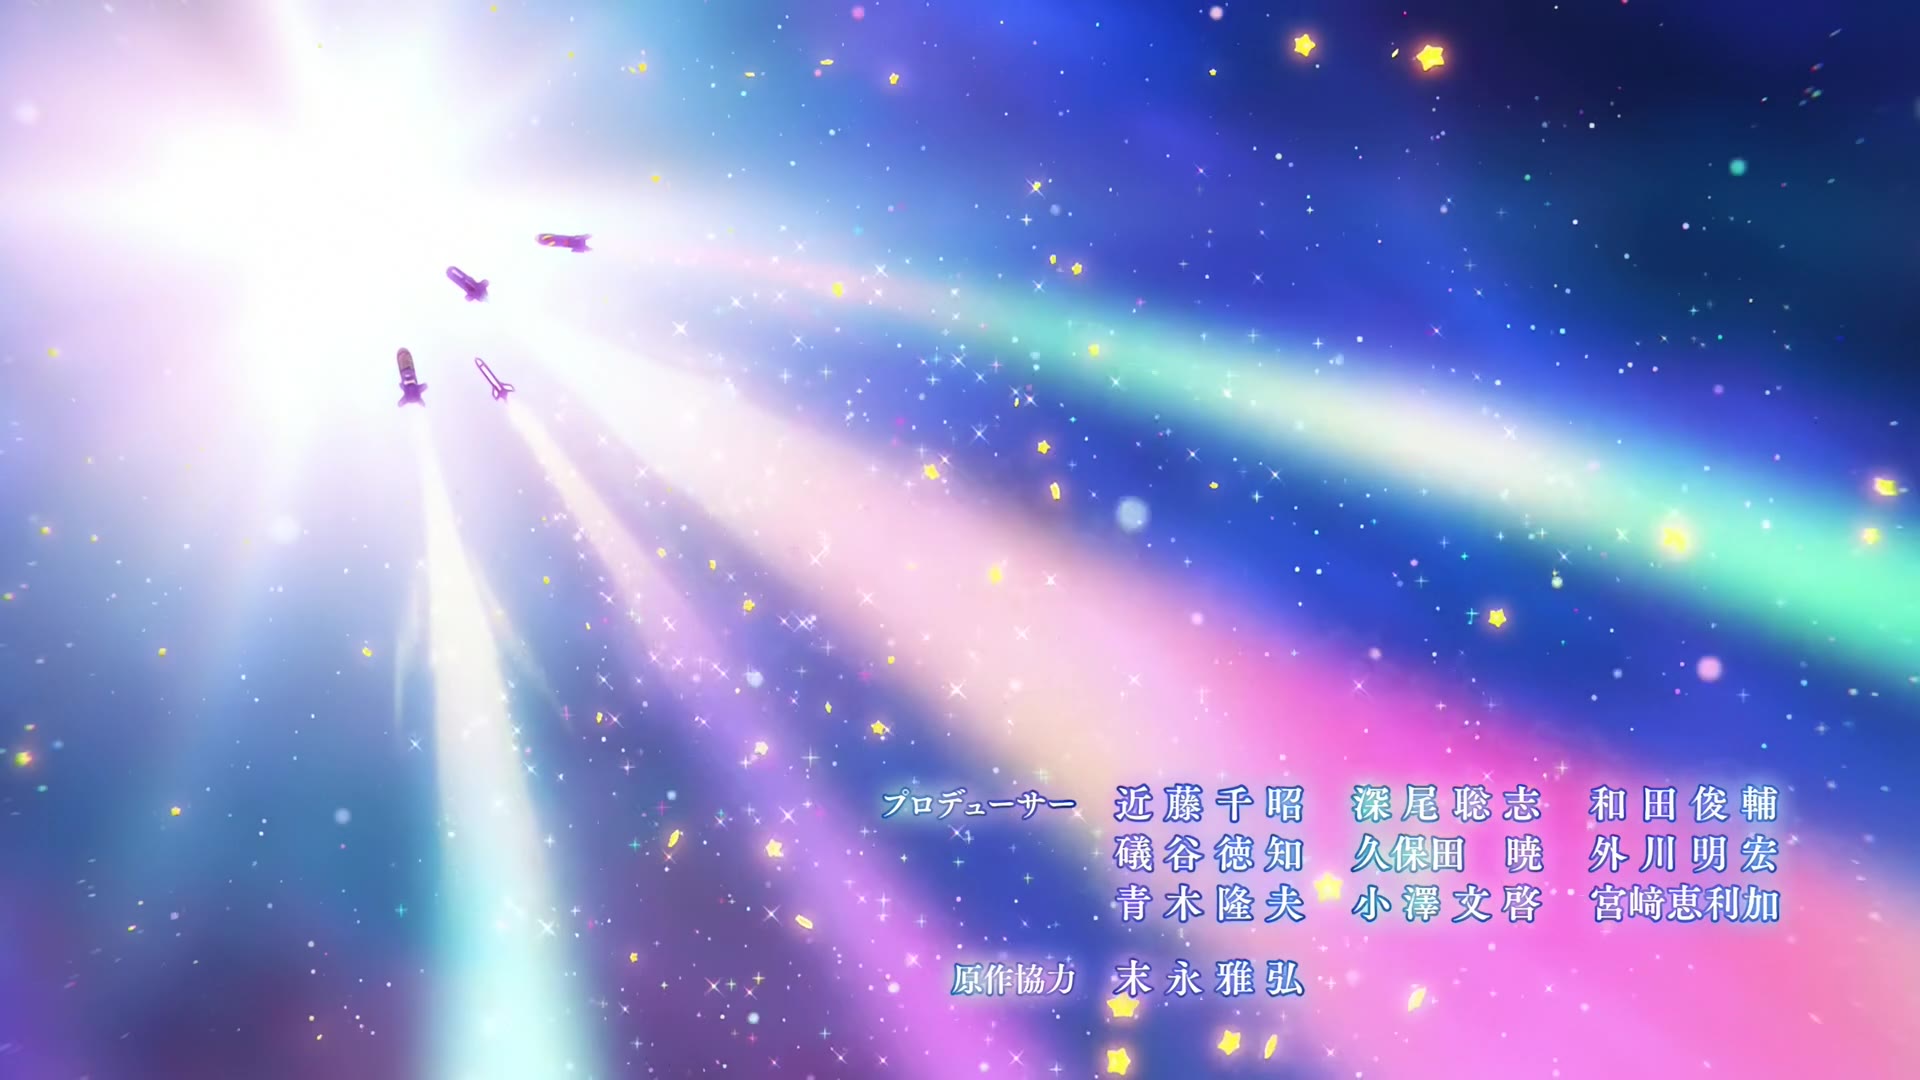 プロデューサー 近藤千昭 深尾聡志 和田俊輔
礒谷徳知 久保田暁 外川明宏
青木隆夫 小澤文啓 宮﨑恵利加
原作協力 末永雅弘